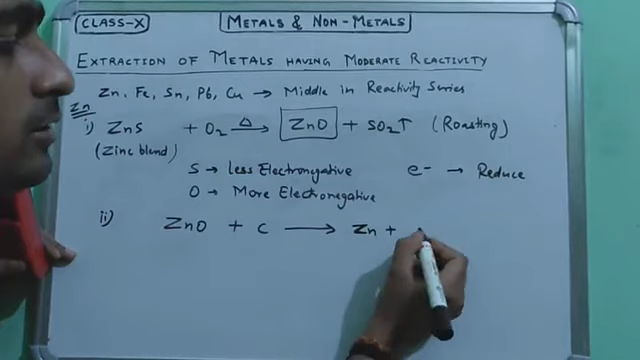 CLASS-X
METALS & NON-METALS
EXTRACTION OF METALS HAVING MODERATE REACTIVITY
Zn, Fe, Sn, Pb, Cu → Middle in Reactivity Series
Zn
i) ZnS + O2 △→ ZnO + SO2↑ (Roasting)
(Zinc blend)
S → Less Electronegative e- → Reduce
O → More Electronegative
ii) ZnO + C → Zn +